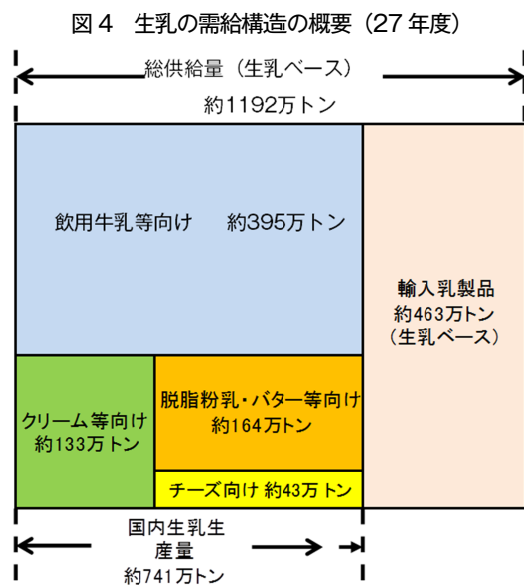 図4 生乳の需給構造の概要（27年度）
総供給量（生乳ベース）
約1192万トン
飲用牛乳等向け 約395万トン
輸入乳製品
約463万トン
（生乳ベース）
クリーム等向け
約133万トン
脱脂粉乳・バター等向け
約164万トン
チーズ向け 約43万トン
国内生乳生
産量
約741万トン